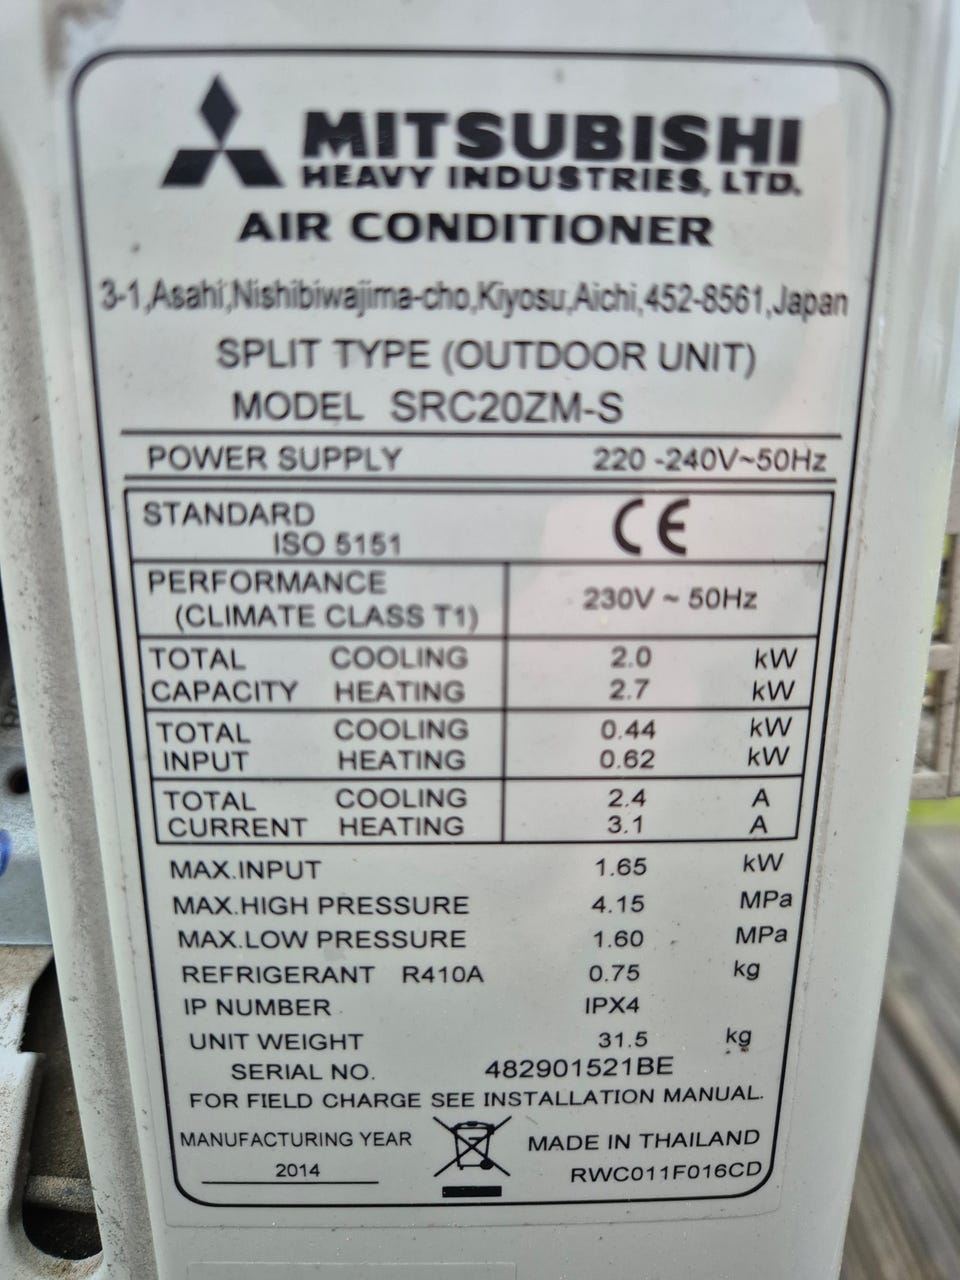 MITSUBISHI
HEAVY INDUSTRIES, LTD.
AIR CONDITIONER
3-1,Asahi,Nishibiwajima-cho,Kiyosu,Aichi,452-8561,Japan
SPLIT TYPE (OUTDOOR UNIT)
MODEL SRC20ZM-S
POWER SUPPLY 220 -240V~50Hz
STANDARD
ISO 5151 CE
PERFORMANCE
(CLIMATE CLASS T1) 230V ~ 50Hz
TOTAL COOLING 2.0 kW
CAPACITY HEATING 2.7 kW
TOTAL COOLING 0.44 kW
INPUT HEATING 0.62 kW
TOTAL COOLING 2.4 A
CURRENT HEATING 3.1 A
MAX.INPUT 1.65 kW
MAX.HIGH PRESSURE 4.15 MPa
MAX.LOW PRESSURE 1.60 MPa
REFRIGERANT R410A 0.75 kg
IP NUMBER IPX4
UNIT WEIGHT 31.5 kg
SERIAL NO. 482901521BE
FOR FIELD CHARGE SEE INSTALLATION MANUAL.
MANUFACTURING YEAR MADE IN THAILAND
2014 RWC011F016CD